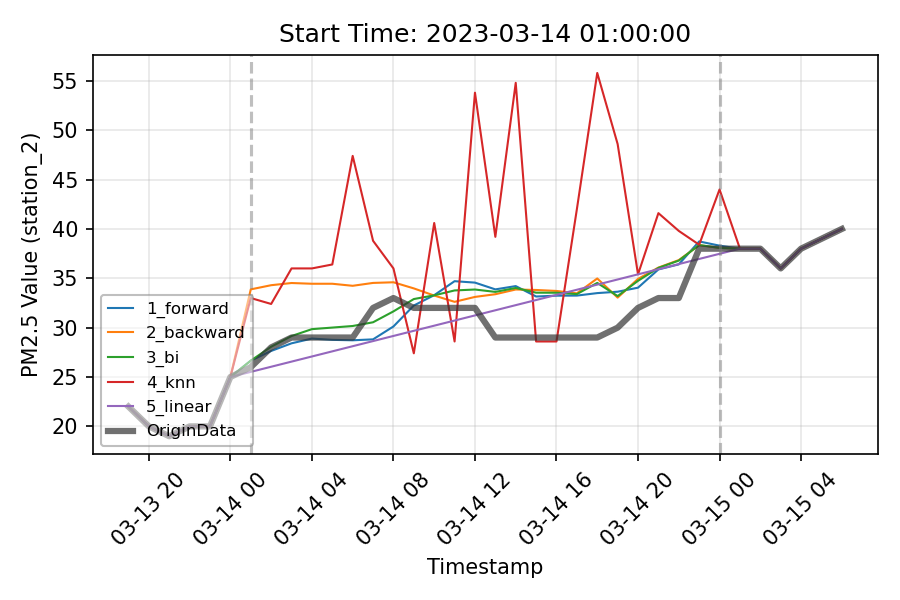 Start Time: 2023-03-14 01:00:00
PM2.5 Value (station_2)
55
50
45
40
35
30
25
20
1_forward
2_backward
3_bi
4_knn
5_linear
OriginData
03-13 20
03-14 00
03-14 04
03-14 08
03-14 12
03-14 16
03-14 20
03-15 00
03-15 04
Timestamp